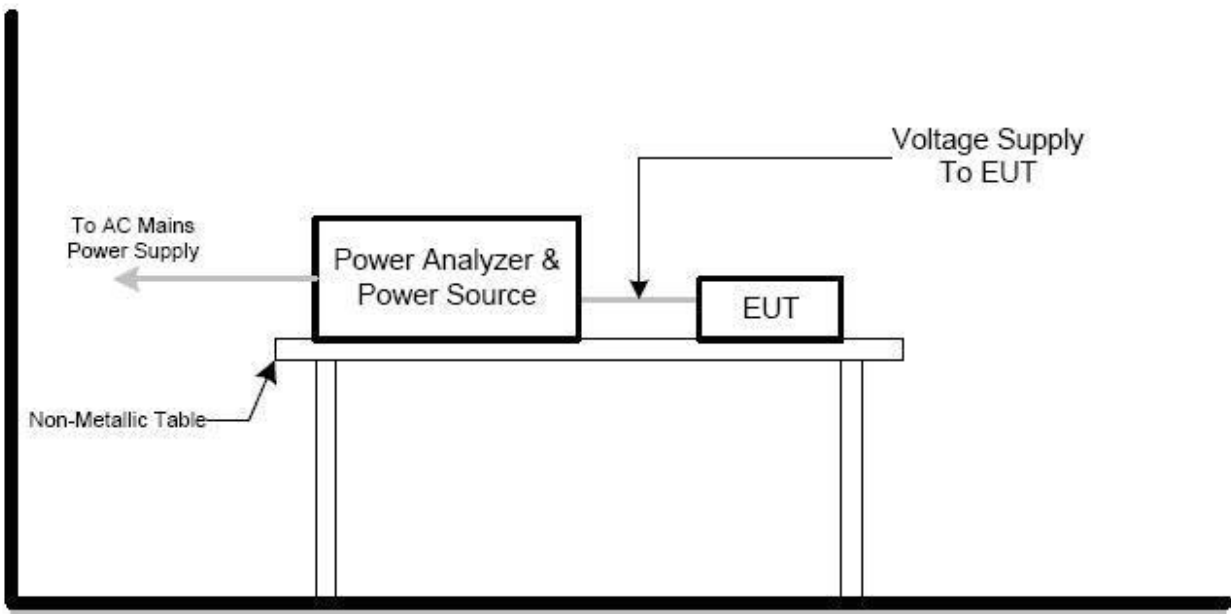 Voltage Supply
To EUT
To AC Mains
Power Supply
Power Analyzer &
Power Source
EUT
Non-Metallic Table